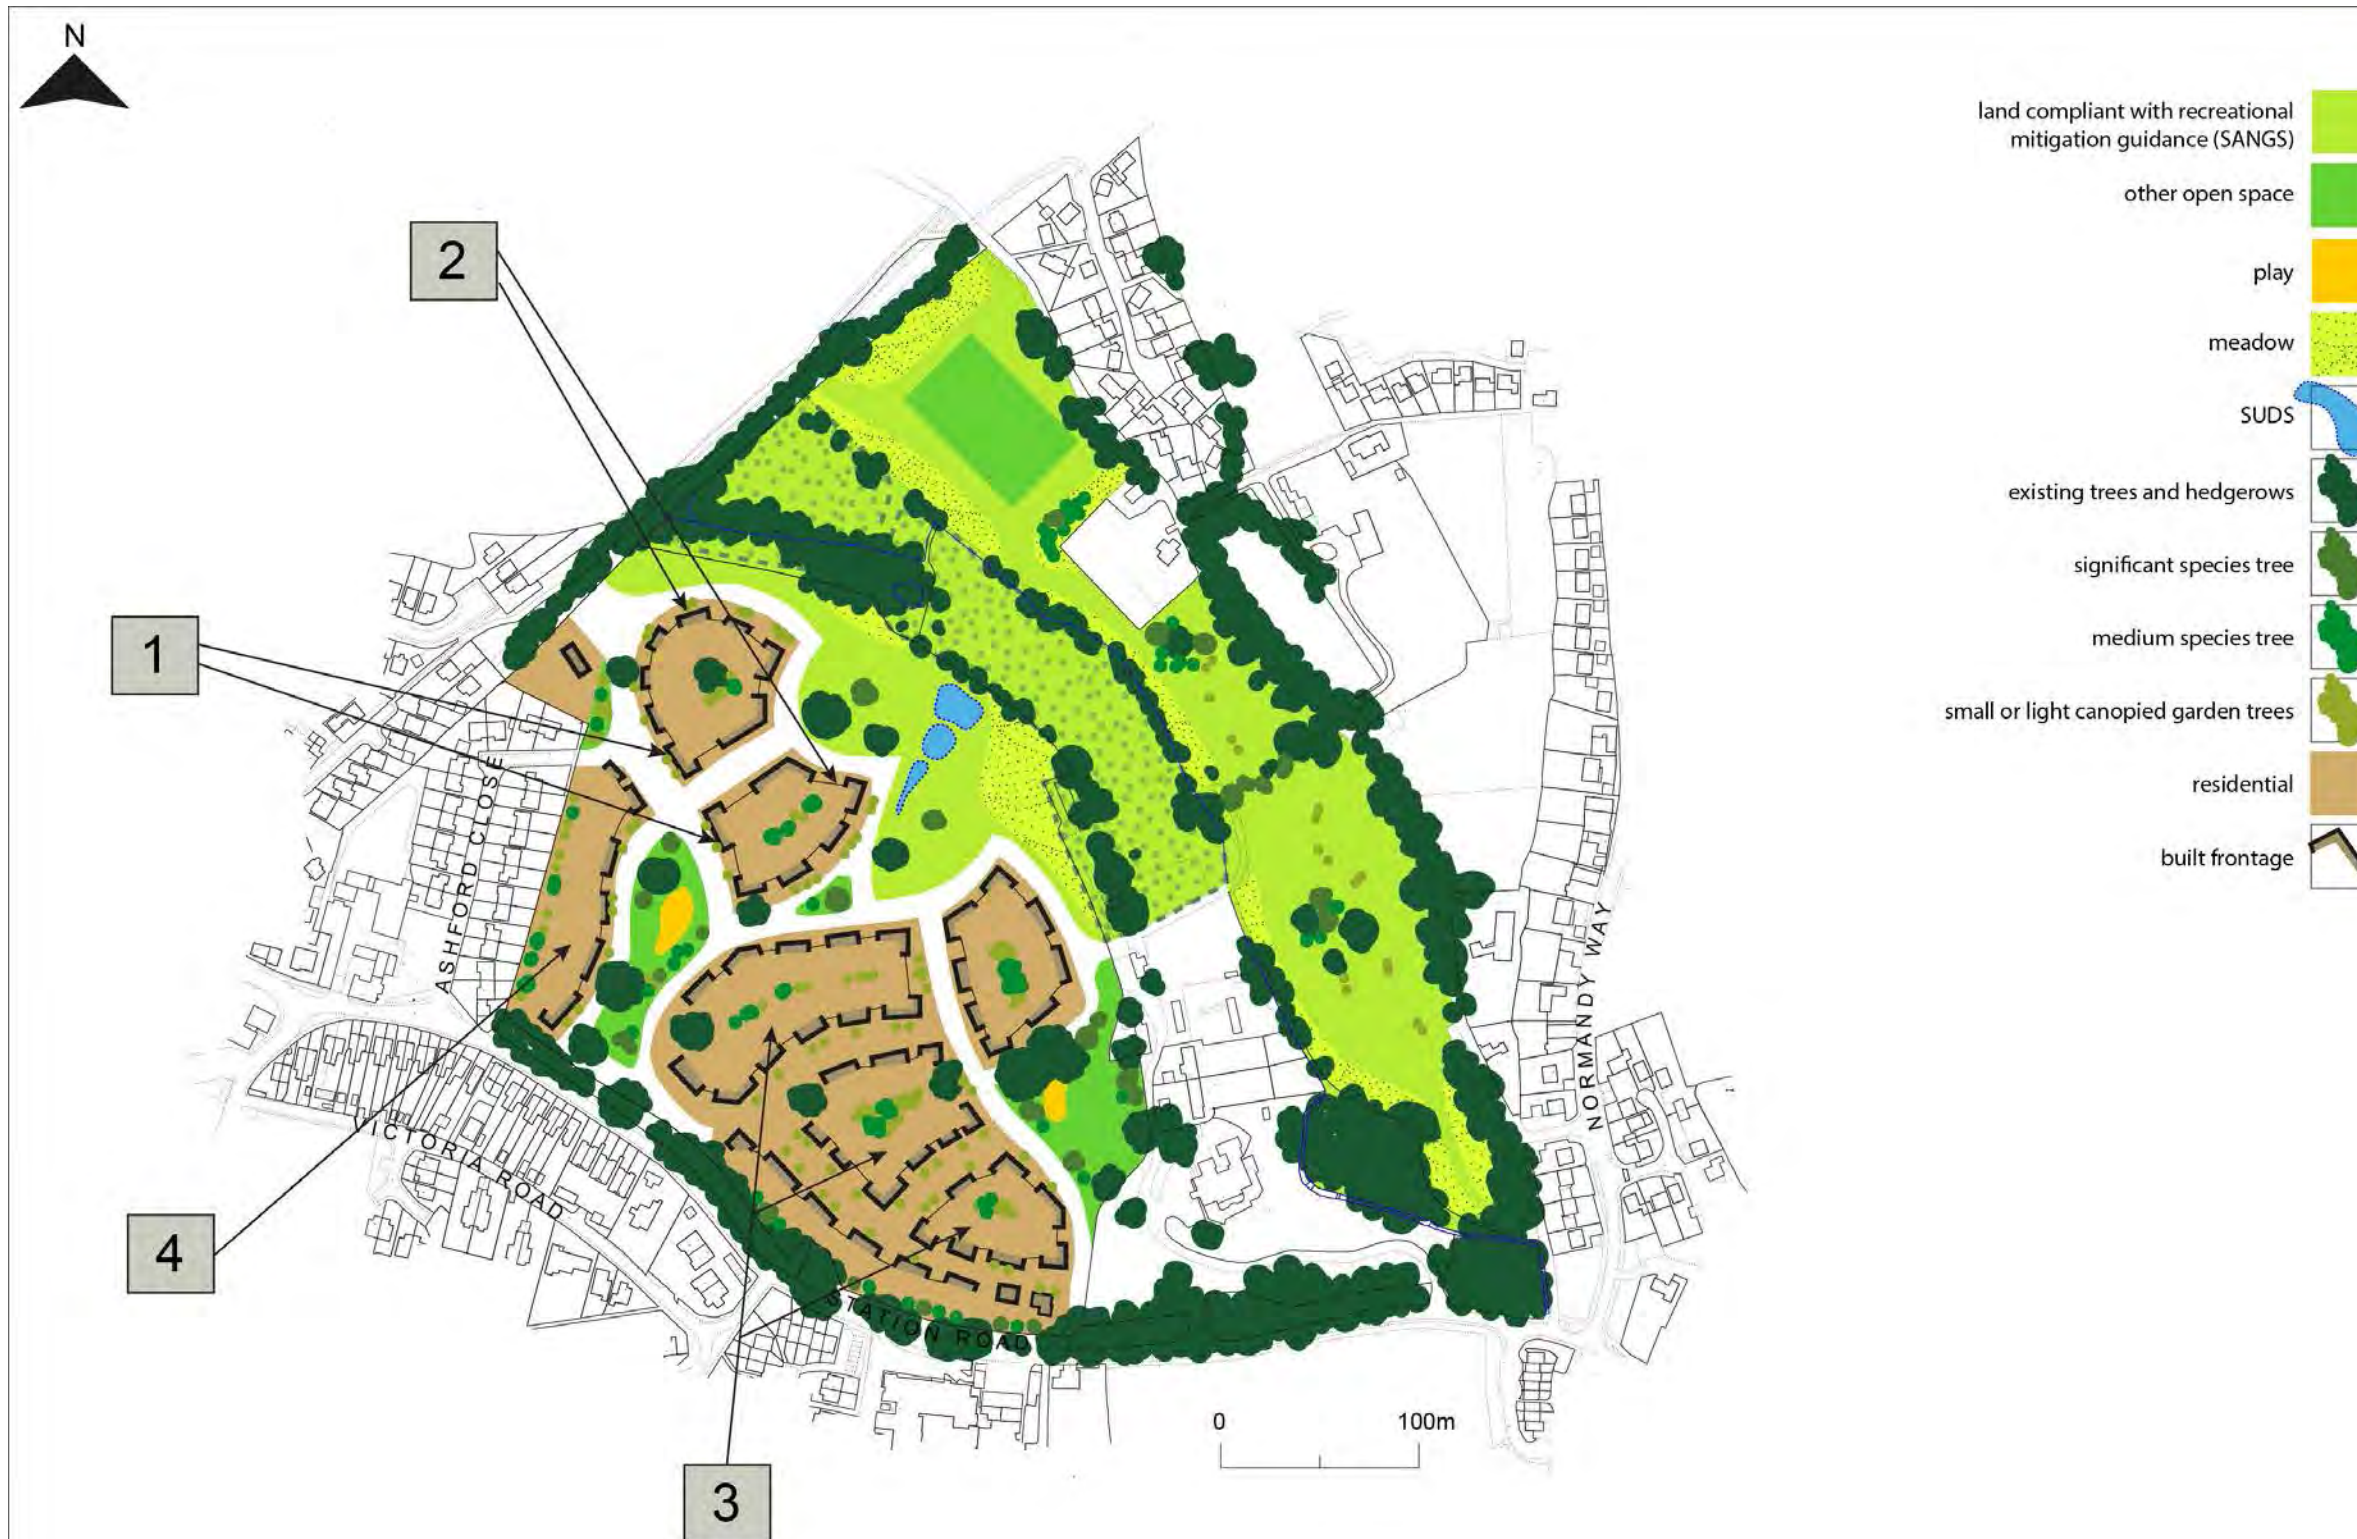 N
land compliant with recreational
mitigation guidance (SANGS)
other open space
play
meadow
SUDS
existing trees and hedgerows
significant species tree
medium species tree
small or light canopied garden trees
residential
built frontage
2
1
4
3
ASHFORD CLOSE
VICTORIA ROAD
STATION ROAD
NORMANDY WAY
0 100m